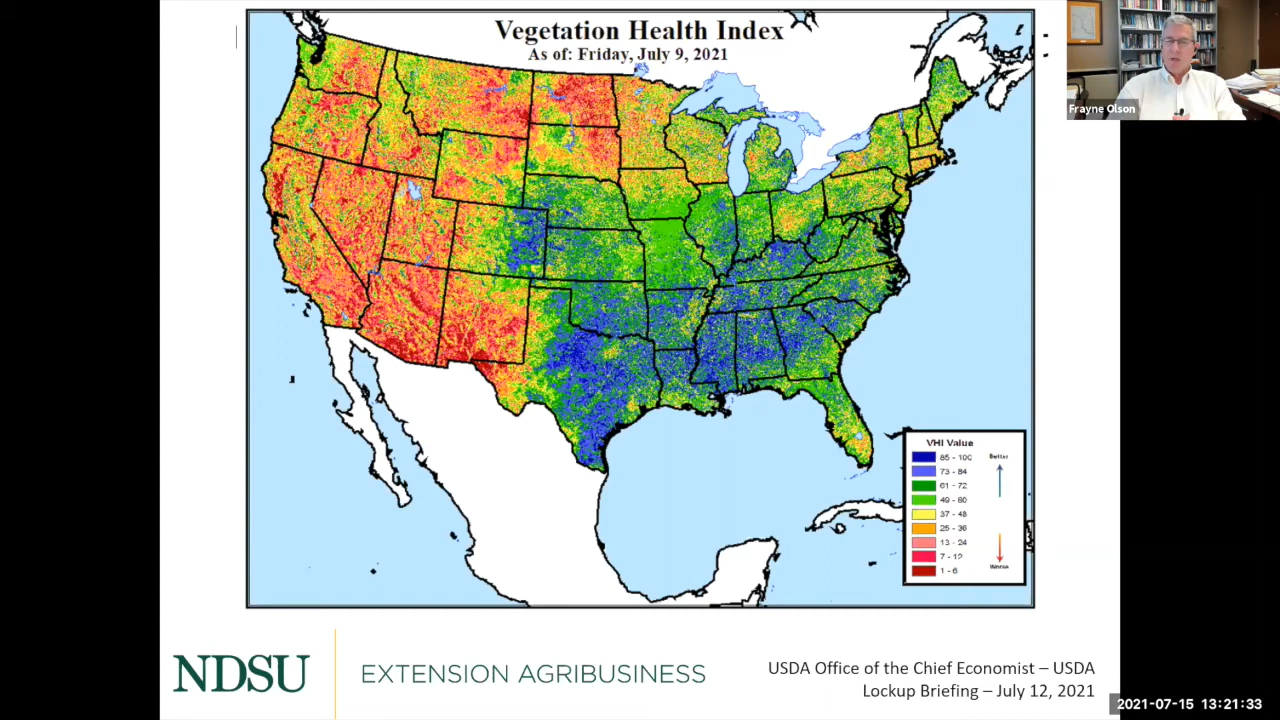 Vegetation Health Index
As of: Friday, July 9, 2021
Frayne Olson
VHI Value
85 - 100
Better
73 - 84
61 - 72
49 - 60
37 - 48
25 - 36
13 - 24
7 - 12
Worse
1 - 6
NDSU
EXTENSION AGRIBUSINESS
USDA Office of the Chief Economist – USDA
Lockup Briefing – July 12, 2021
2021-07-15 13:21:33